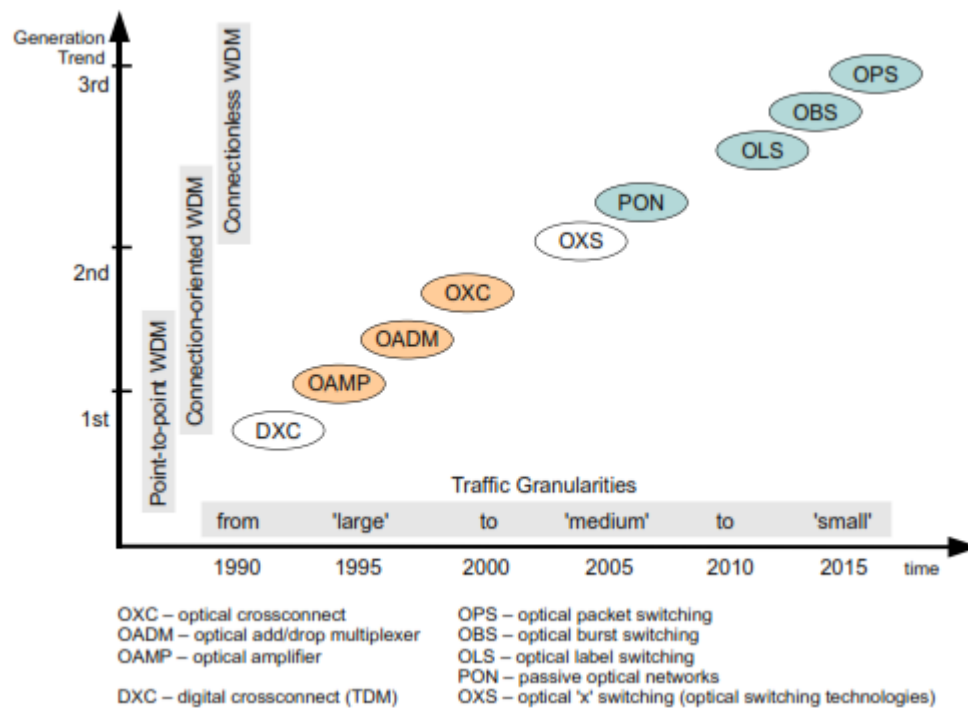 Generation
Trend
3rd
2nd
1st
Point-to-point WDM
Connection-oriented WDM
Connectionless WDM
OPS
OBS
OLS
PON
OXS
OXC
OADM
OAMP
DXC
Traffic Granularities
from 'large' to 'medium' to 'small'
1990 1995 2000 2005 2010 2015 time
OXC – optical crossconnect
OADM – optical add/drop multiplexer
OAMP – optical amplifier
DXC – digital crossconnect (TDM)
OPS – optical packet switching
OBS – optical burst switching
OLS – optical label switching
PON – passive optical networks
OXS – optical 'x' switching (optical switching technologies)